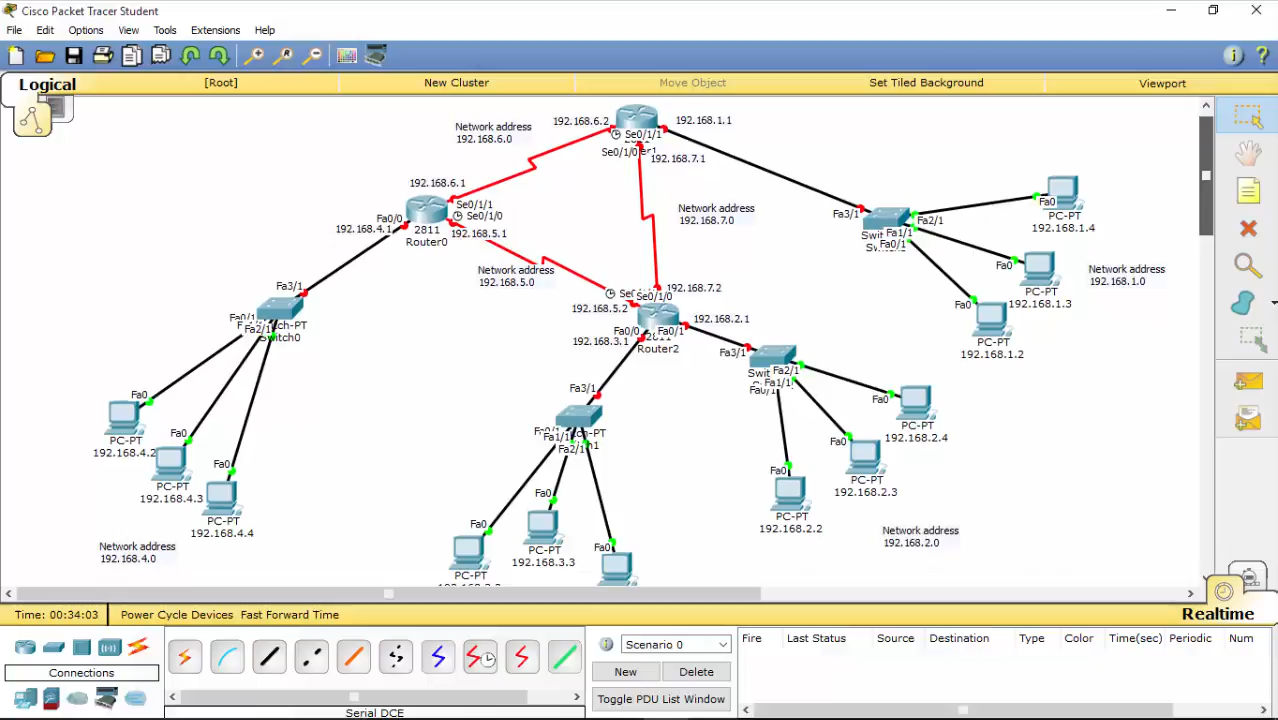 Cisco Packet Tracer Student
File Edit Options View Tools Extensions Help
Logical
[Root]
New Cluster
Move Object
Set Tiled Background
Viewport
Network address
192.168.6.0
192.168.6.2
192.168.1.1
Se0/1/1
Se0/1/0
192.168.7.1
192.168.6.1
Se0/1/1
Se0/1/0
Fa0/0
192.168.4.1
2811
Router0
192.168.5.1
Network address
192.168.7.0
Network address
192.168.5.0
Fa3/1
Fa2/1
Fa1/1
Fa0/1
Fa0
PC-PT
192.168.1.4
Fa0
PC-PT
192.168.1.3
Network address
192.168.1.0
Fa0
PC-PT
192.168.1.2
192.168.7.2
Se0/1/0
192.168.5.2
192.168.2.1
Fa0/0
Fa0/1
192.168.3.1
2811
Router2
Fa3/1
Fa2/1
Switch0
Fa3/1
Fa2/1
Fa1/1
Fa0
PC-PT
192.168.4.2
Fa0
PC-PT
192.168.4.3
Fa0
PC-PT
192.168.4.4
Network address
192.168.4.0
Fa3/1
Fa1/1
Fa2/1
Fa0
PC-PT
Fa0
PC-PT
192.168.3.3
Fa0
Fa0
PC-PT
192.168.2.4
Fa0
PC-PT
192.168.2.3
Fa0
PC-PT
192.168.2.2
Network address
192.168.2.0
Time: 00:34:03
Power Cycle Devices Fast Forward Time
Realtime
Connections
Serial DCE
Scenario 0
New
Delete
Toggle PDU List Window
Fire Last Status Source Destination Type Color Time(sec) Periodic Num